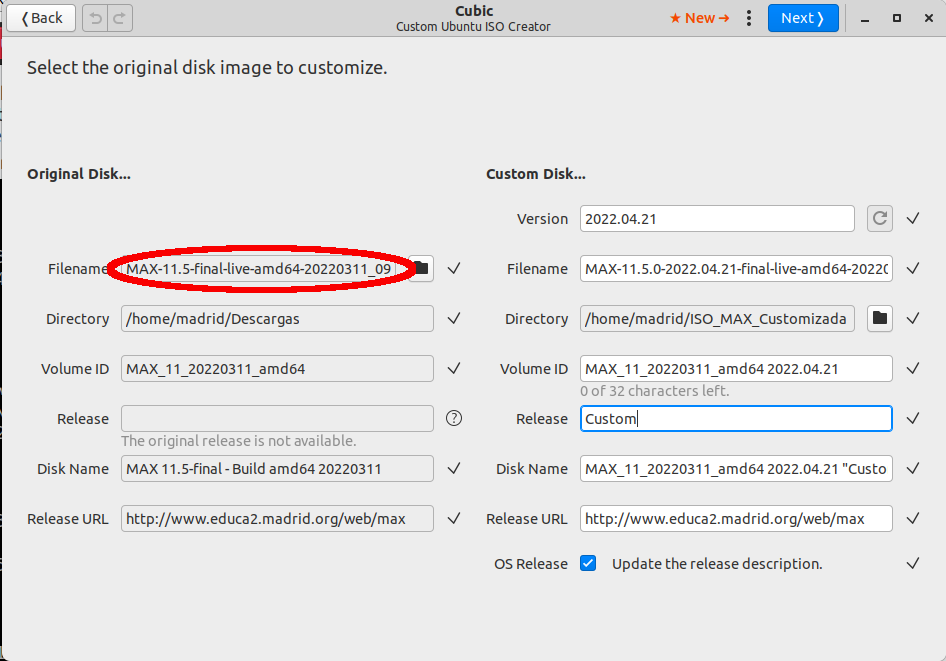 Back
Cubic
Custom Ubuntu ISO Creator
★ New →
Next
Select the original disk image to customize.
Original Disk...
Filename MAX-11.5-final-live-amd64-20220311_09
Directory /home/madrid/Descargas
Volume ID MAX_11_20220311_amd64
Release
The original release is not available.
Disk Name MAX 11.5-final - Build amd64 20220311
Release URL http://www.educa2.madrid.org/web/max
Custom Disk...
Version 2022.04.21
Filename MAX-11.5.0-2022.04.21-final-live-amd64-20220
Directory /home/madrid/ISO_MAX_Customizada
Volume ID MAX_11_20220311_amd64 2022.04.21
0 of 32 characters left.
Release Custom
Disk Name MAX_11_20220311_amd64 2022.04.21 "Custo
Release URL http://www.educa2.madrid.org/web/max
OS Release Update the release description.